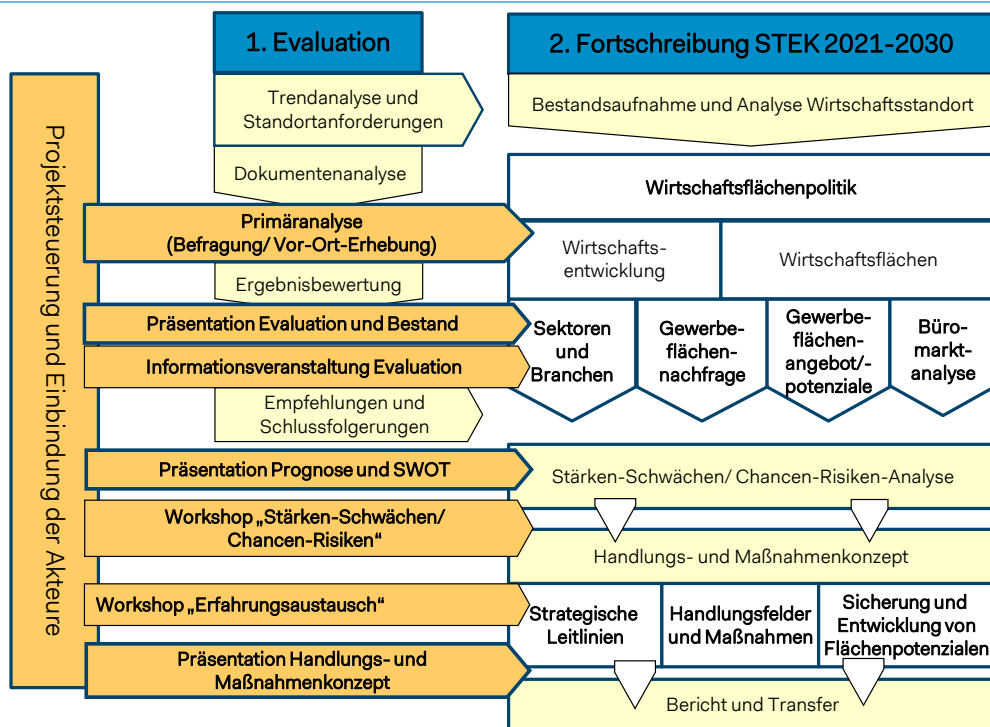 1. Evaluation
2. Fortschreibung STEK 2021-2030
Projektsteuerung und Einbindung der Akteure
Trendanalyse und
Standortanforderungen
Dokumentenanalyse
Primäranalyse
(Befragung/ Vor-Ort-Erhebung)
Ergebnisbewertung
Präsentation Evaluation und Bestand
Informationsveranstaltung Evaluation
Empfehlungen und
Schlussfolgerungen
Präsentation Prognose und SWOT
Workshop „Stärken-Schwächen/
Chancen-Risiken"
Workshop „Erfahrungsaustausch"
Präsentation Handlungs- und
Maßnahmenkonzept
Bestandsaufnahme und Analyse Wirtschaftsstandort
Wirtschaftsflächenpolitik
Wirtschafts-
entwicklung
Wirtschaftsflächen
Sektoren
und
Branchen
Gewerbe-
flächen-
nachfrage
Gewerbe-
flächen-
angebot/-
potenziale
Büro-
markt-
analyse
Stärken-Schwächen/ Chancen-Risiken-Analyse
Handlungs- und Maßnahmenkonzept
Strategische
Leitlinien
Handlungsfelder
und Maßnahmen
Sicherung und
Entwicklung von
Flächenpotenzialen
Bericht und Transfer